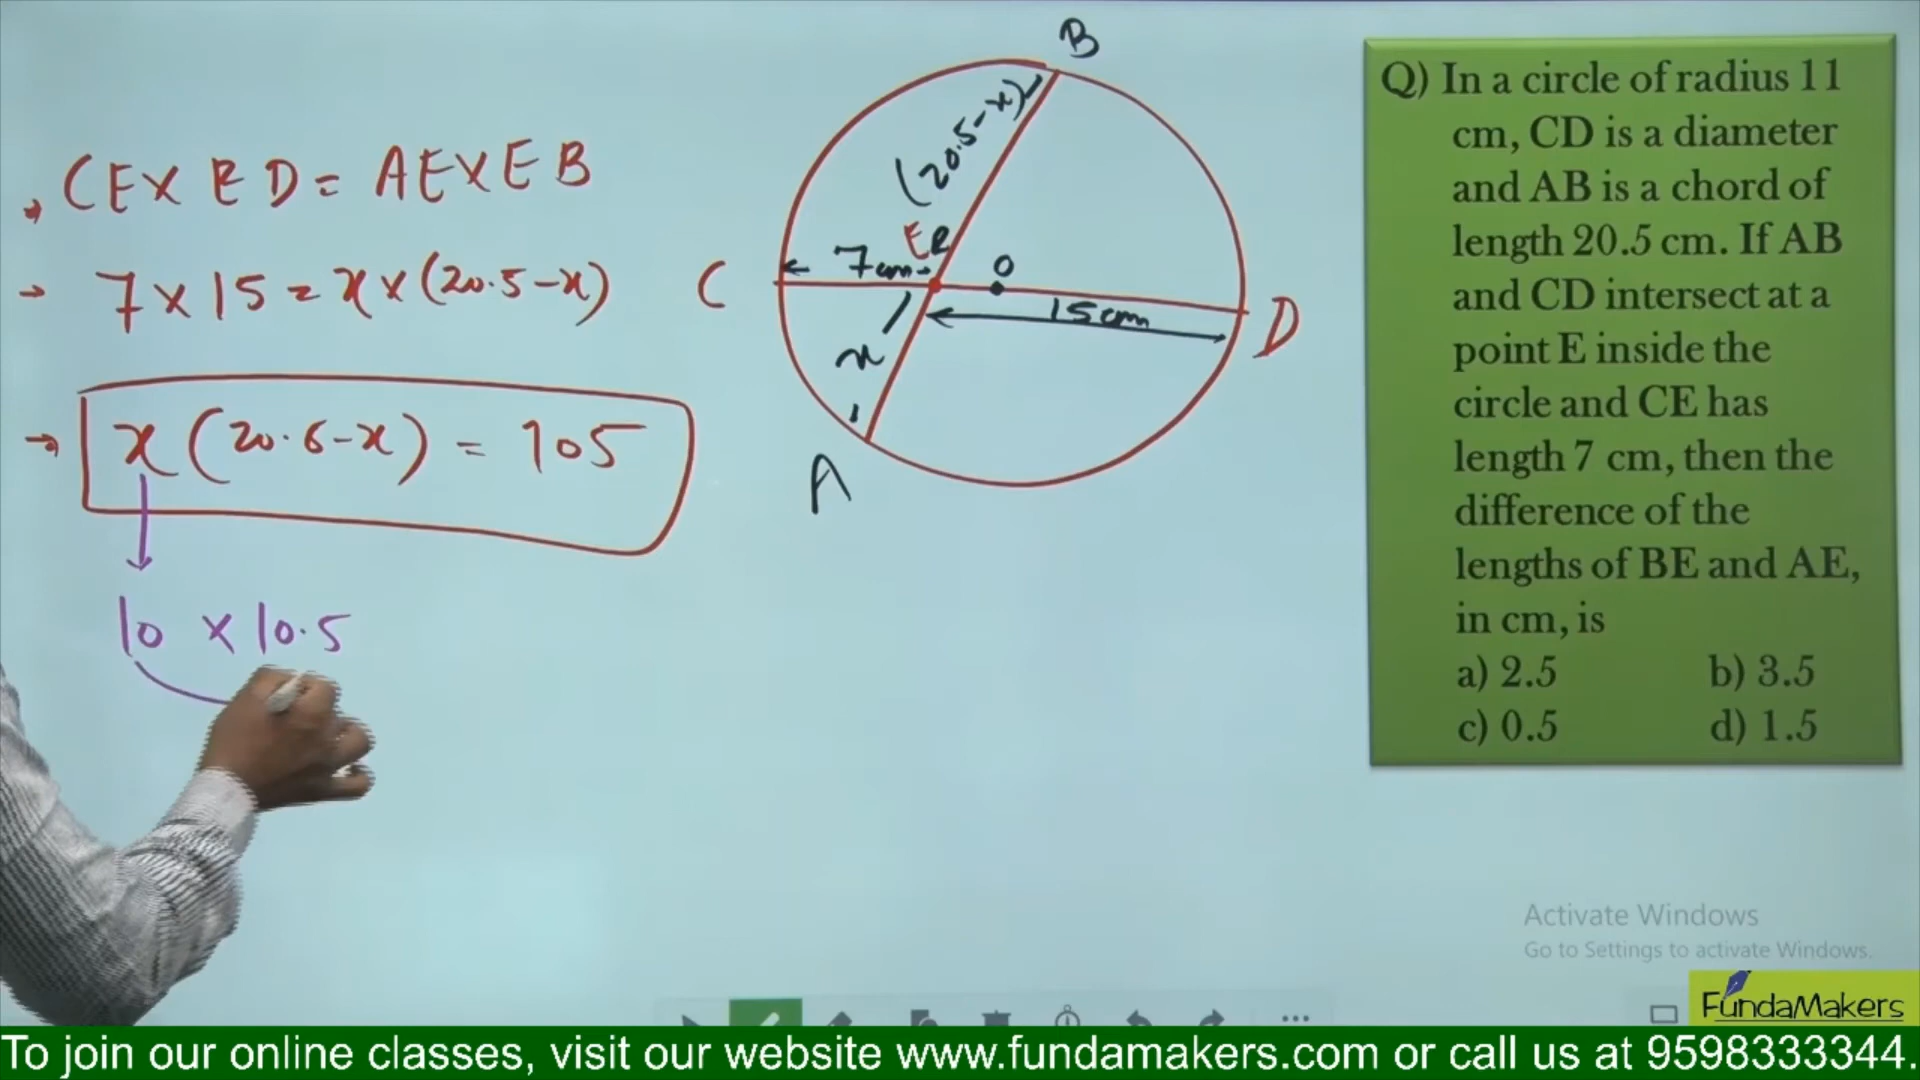 CE X ED = AE X EB
7 X 15 = x x (20.5-x)
x (20.5-x) = 105
10 x 10.5
B
(20.5-x)
E
7cm
O
C
15cm
D
x
A
Q) In a circle of radius 11
cm, CD is a diameter
and AB is a chord of
length 20.5 cm. If AB
and CD intersect at a
point E inside the
circle and CE has
length 7 cm, then the
difference of the
lengths of BE and AE,
in cm, is
a) 2.5 b) 3.5
c) 0.5 d) 1.5
Activate Windows
Go to Settings to activate Windows.
FundaMakers
To join our online classes, visit our website www.fundamakers.com or call us at 9598333344.